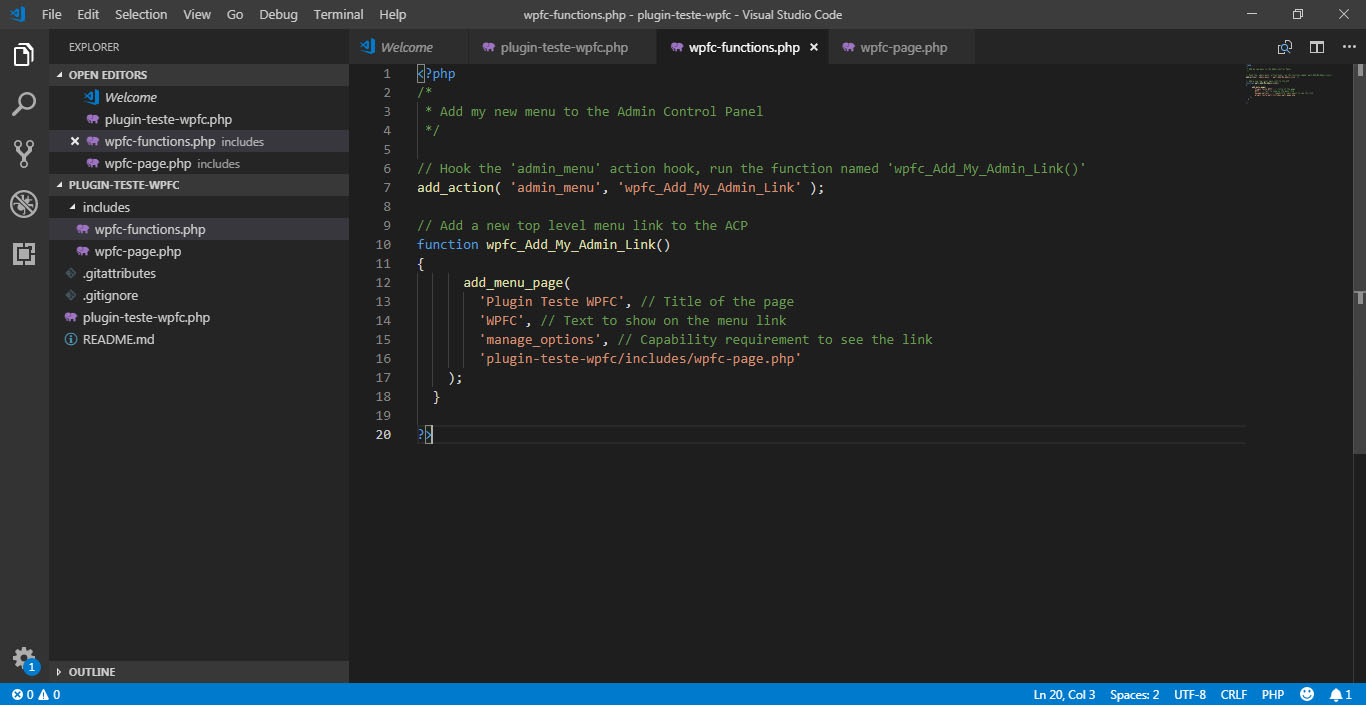 File Edit Selection View Go Debug Terminal Help
wpfc-functions.php - plugin-teste-wpfc - Visual Studio Code
EXPLORER
OPEN EDITORS
Welcome
plugin-teste-wpfc.php
wpfc-functions.php includes
wpfc-page.php includes
PLUGIN-TESTE-WPFC
includes
wpfc-functions.php
wpfc-page.php
.gitattributes
.gitignore
plugin-teste-wpfc.php
README.md
OUTLINE
1
Welcome plugin-teste-wpfc.php wpfc-functions.php wpfc-page.php
1 <?php
2 /*
3 * Add my new menu to the Admin Control Panel
4 */
5
6 // Hook the 'admin_menu' action hook, run the function named 'wpfc_Add_My_Admin_Link()'
7 add_action( 'admin_menu', 'wpfc_Add_My_Admin_Link' );
8
9 // Add a new top level menu link to the ACP
10 function wpfc_Add_My_Admin_Link()
11 {
12 add_menu_page(
13 'Plugin Teste WPFC', // Title of the page
14 'WPFC', // Text to show on the menu link
15 'manage_options', // Capability requirement to see the link
16 'plugin-teste-wpfc/includes/wpfc-page.php'
17 );
18 }
19
20 ?>
0 0 Ln 20, Col 3 Spaces: 2 UTF-8 CRLF PHP 1